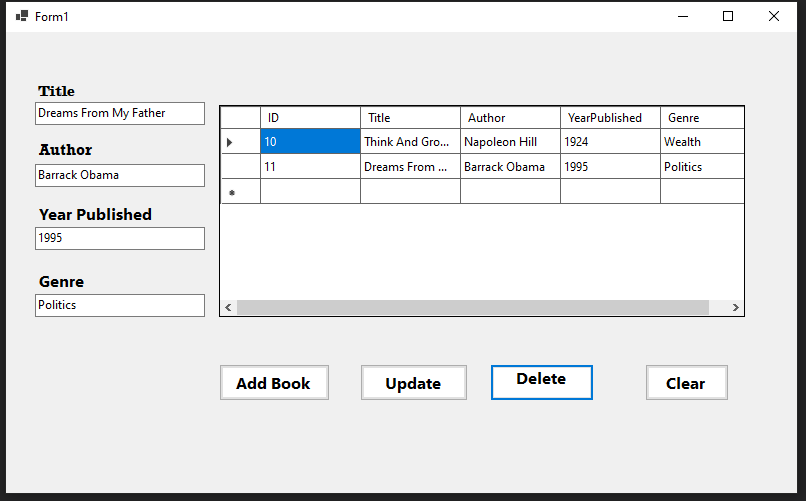 Form1
Title
Dreams From My Father
Author
Barrack Obama
Year Published
1995
Genre
Politics
ID Title Author YearPublished Genre
10 Think And Gro... Napoleon Hill 1924 Wealth
11 Dreams From ... Barrack Obama 1995 Politics
Add Book Update Delete Clear